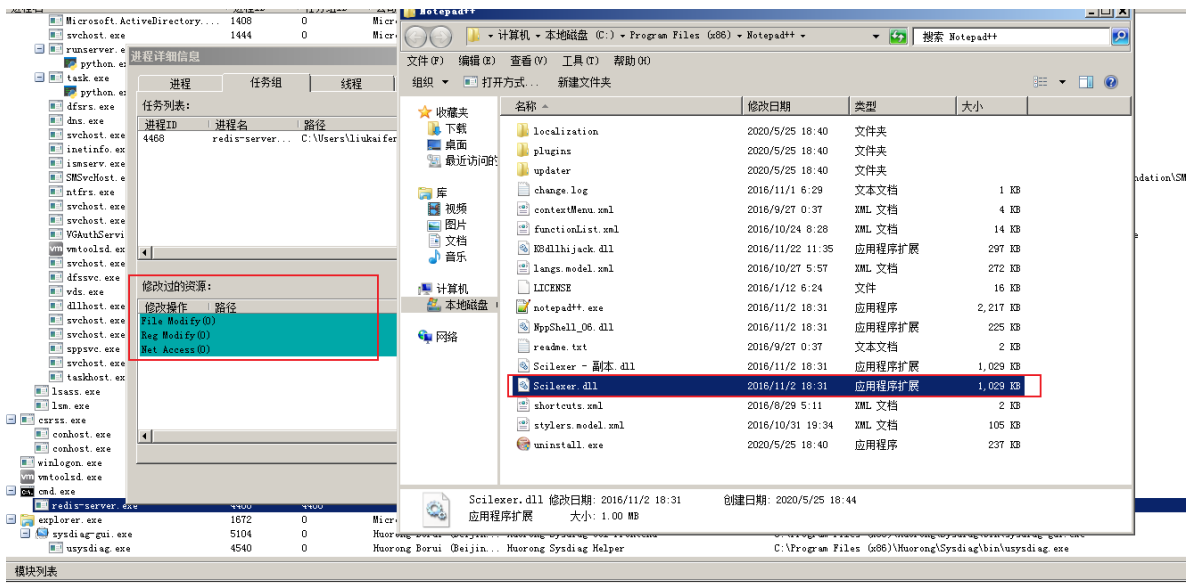 Microsoft.ActiveDirectory.... 1408 0 Micr
svchost.exe 1444 0 Micr
runserver.e
python.ex
task.exe
python.ex
dfsrs.exe
dns.exe
svchost.exe
inetinfo.ex
ismserv.exe
SMSvcHost.e
ntfrs.exe
svchost.exe
svchost.exe
VGAuthServi
vmtoolsd.ex
svchost.exe
dfssvc.exe
vds.exe
dllhost.exe
svchost.exe
svchost.exe
sppsvc.exe
svchost.exe
taskhost.ex
lsass.exe
lsm.exe
csrss.exe
conhost.exe
conhost.exe
winlogon.exe
vmtoolsd.exe
cmd.exe
redis-server.exe 4468 4468
explorer.exe 1672 0 Micr
sysdiag-gui.exe 5104 0 Huorong Borui (Beijin...
usysdiag.exe 4540 0 Huorong Borui (Beijin... Huorong Sysdiag Helper C:\Program Files (x86)\Huorong\Sysdiag\bin\usysdiag.exe
模块列表
进程详细信息
进程 任务组 线程
任务列表:
进程ID 进程名 路径
4468 redis-server... C:\Users\liukaifen
修改过的资源:
修改操作 路径
File Modify(0)
Reg Modify(0)
Net Access(0)
Notepad++
计算机 本地磁盘 (C:) Program Files (x86) Notepad++
搜索 Notepad++
文件(F) 编辑(E) 查看(V) 工具(T) 帮助(H)
组织 打开方式... 新建文件夹
收藏夹
下载
桌面
最近访问的
库
视频
图片
文档
音乐
计算机
本地磁盘
网络
名称 修改日期 类型 大小
localization 2020/5/25 18:40 文件夹
plugins 2020/5/25 18:40 文件夹
updater 2020/5/25 18:40 文件夹
change.log 2016/11/1 6:29 文本文档 1 KB
contextMenu.xml 2016/9/27 0:37 XML 文档 4 KB
functionList.xml 2016/10/24 8:28 XML 文档 14 KB
K8dllhijack.dll 2016/11/22 11:35 应用程序扩展 297 KB
langs.model.xml 2016/10/27 5:57 XML 文档 272 KB
LICENSE 2016/1/12 6:24 文件 16 KB
notepad++.exe 2016/11/2 18:31 应用程序 2,217 KB
NppShell_06.dll 2016/11/2 18:31 应用程序扩展 225 KB
readme.txt 2016/9/27 0:37 文本文档 2 KB
Scilexer - 副本.dll 2016/11/2 18:31 应用程序扩展 1,029 KB
Scilexer.dll 2016/11/2 18:31 应用程序扩展 1,029 KB
shortcuts.xml 2016/8/29 5:11 XML 文档 2 KB
stylers.model.xml 2016/10/31 19:34 XML 文档 105 KB
uninstall.exe 2020/5/25 18:40 应用程序 237 KB
Scilexer.dll 修改日期: 2016/11/2 18:31 创建日期: 2020/5/25 18:44
应用程序扩展 大小: 1.00 MB
ndation\SM